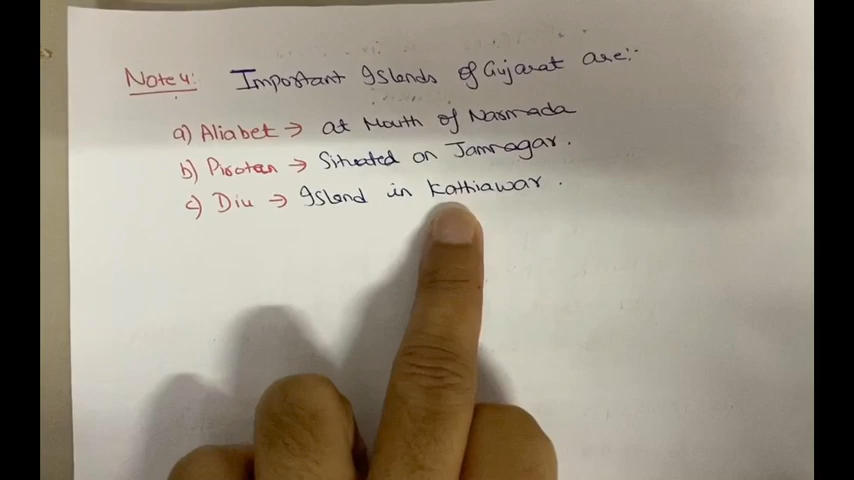 Note 4: Important Islands of Gujarat are:-
a) Aliabet → at Mouth of Narmada
b) Pirotan → Situated on Jamnagar.
c) Diu → Island in Kathiawar.